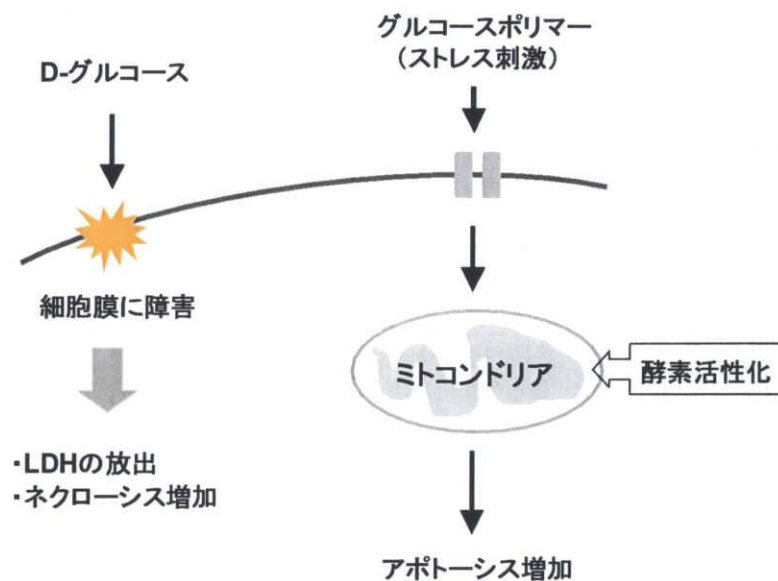 D-グルコース
グルコースポリマー
（ストレス刺激）
細胞膜に障害
・LDHの放出
・ネクローシス増加
ミトコンドリア
酵素活性化
アポトーシス増加